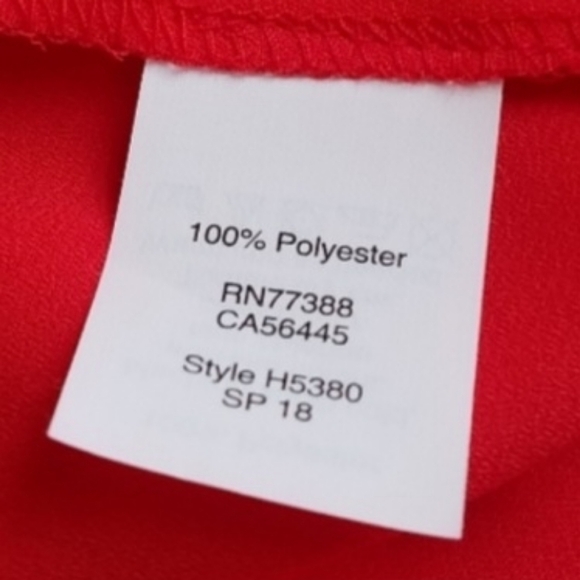 100% Polyester
RN77388
CA56445
Style H5380
SP 18